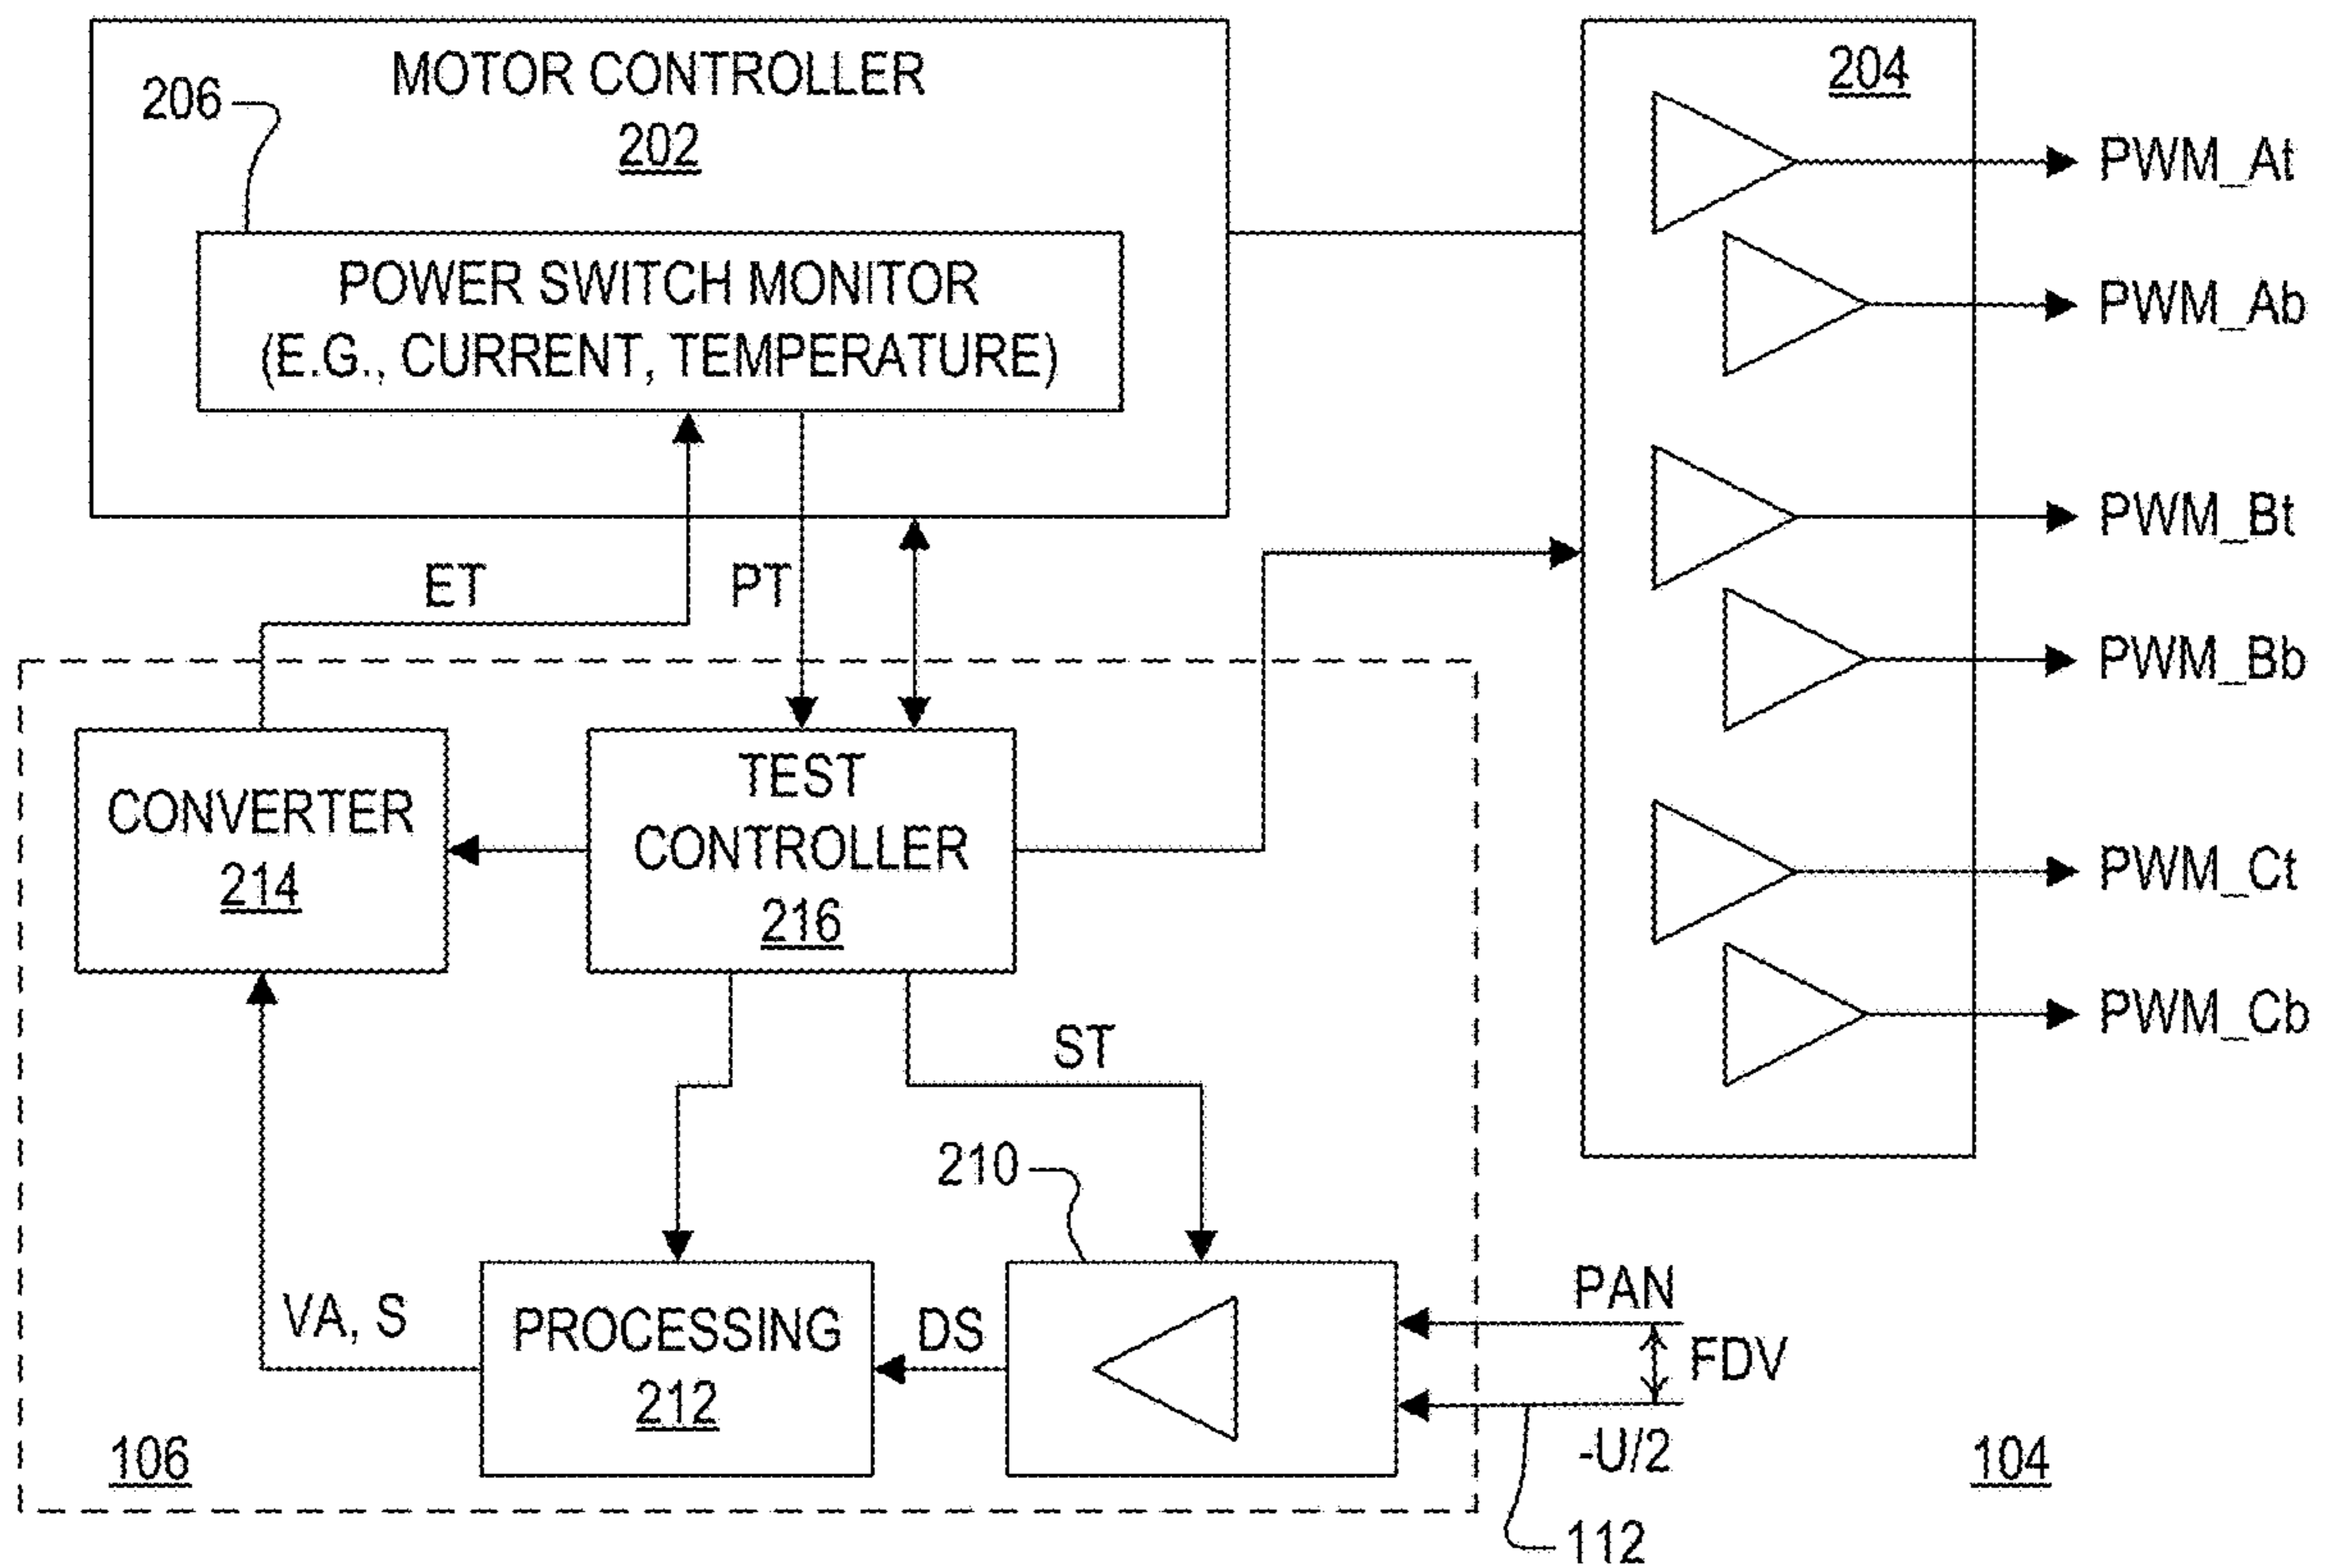 MOTOR CONTROLLER
202
206
POWER SWITCH MONITOR
(E.G., CURRENT, TEMPERATURE)
204
PWM_At
PWM_Ab
PWM_Bt
PWM_Bb
PWM_Ct
PWM_Cb
ET
PT
CONVERTER
214
TEST
CONTROLLER
216
ST
210
VA, S
PROCESSING
212
DS
PAN
FDV
-U/2
112
106
104